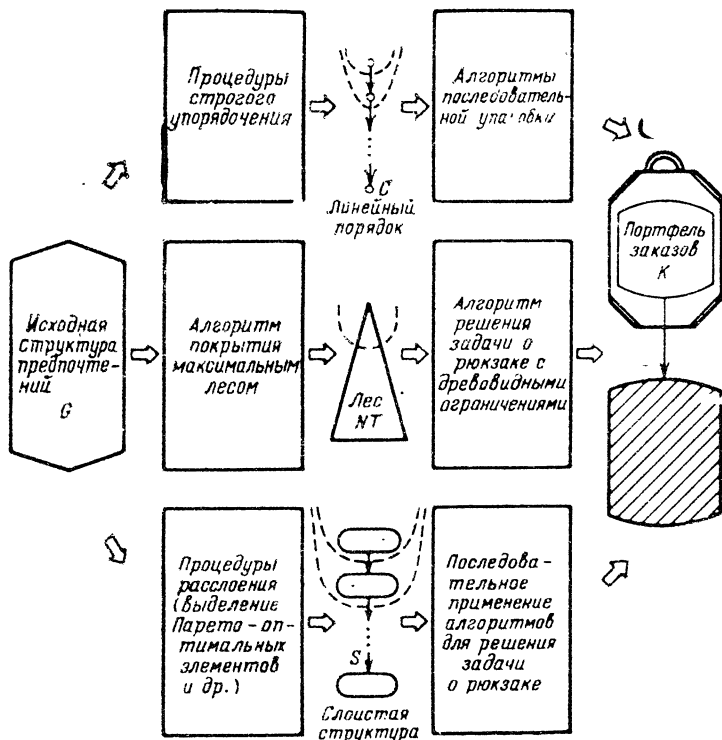 Процедуры
строгого
упорядочения
C
Линейный
порядок
Алгоритмы
последователь-
ной упаковки
Портфель
заказов
K
Исходная
структура
предпочте-
ний
G
Алгоритм
покрытия
максимальным
лесом
Лес
NT
Алгоритм
решения
задачи о
рюкзаке с
древовидными
ограничениями
Процедуры
расслоения
(выделение
Парето-оп-
тимальных
элементов
и др.)
S
Слоистая
структура
Последова-
тельное
применение
алгоритмов
для решения
задачи
о рюкзаке